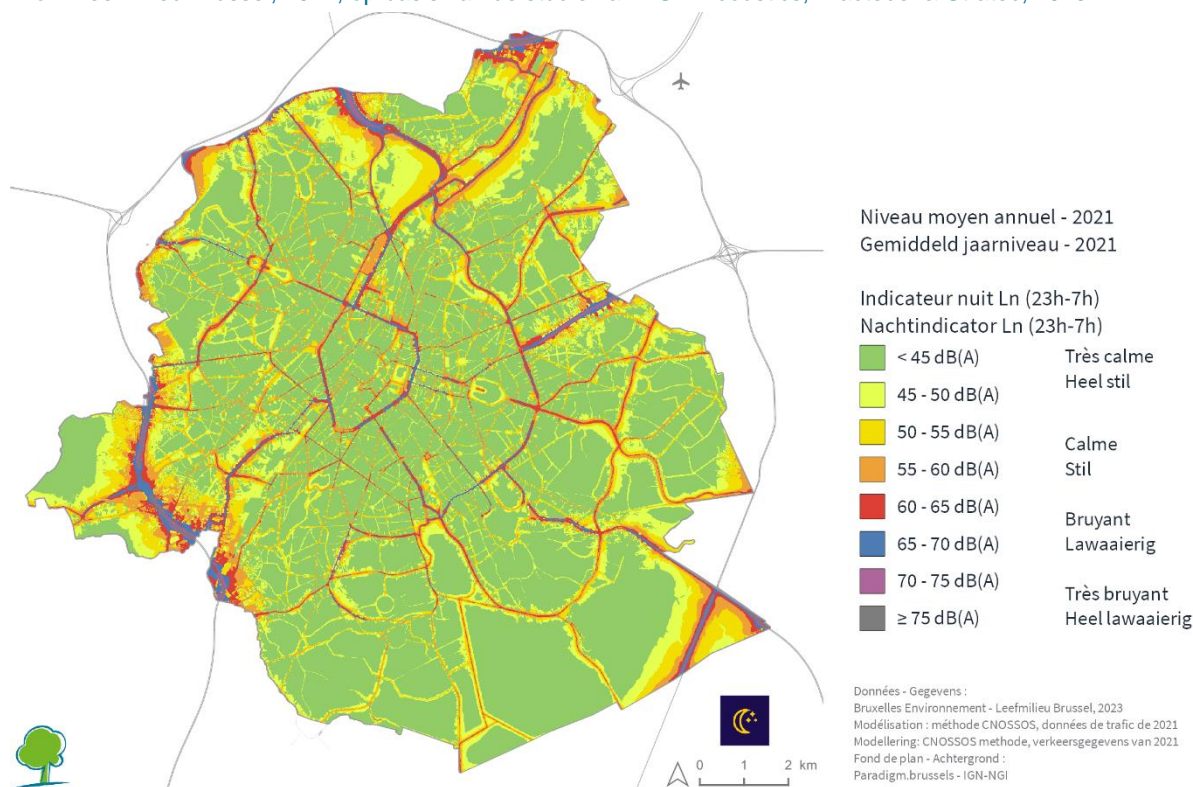 Niveau moyen annuel - 2021
Gemiddeld jaarniveau - 2021
Indicateur nuit Ln (23h-7h)
Nachtindicator Ln (23h-7h)
< 45 dB(A) Très calme
Heel stil
45 - 50 dB(A)
50 - 55 dB(A) Calme
Stil
55 - 60 dB(A)
60 - 65 dB(A) Bruyant
Lawaaierig
65 - 70 dB(A)
70 - 75 dB(A) Très bruyant
≥ 75 dB(A) Heel lawaaierig
Données - Gegevens :
Bruxelles Environnement - Leefmilieu Brussel, 2023
Modélisation : méthode CNOSSOS, données de trafic de 2021
Modellering: CNOSSOS methode, verkeersgegevens van 2021
Fond de plan - Achtergrond :
Paradigm.brussels - IGN-NGI
0 1 2 km